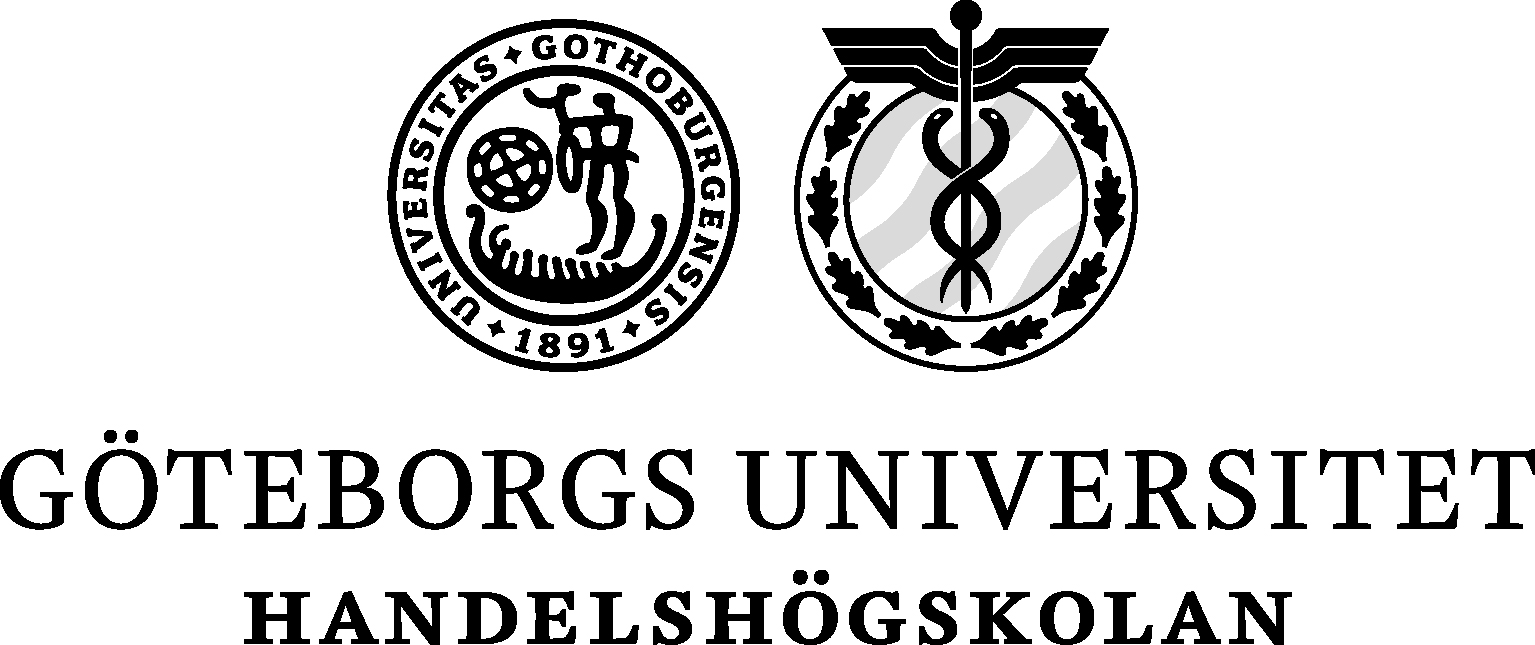 UNIVERSITAS ✦ GOTHOBURGENSIS ✦ 1891 ✦
GÖTEBORGS UNIVERSITET
HANDELSHÖGSKOLAN